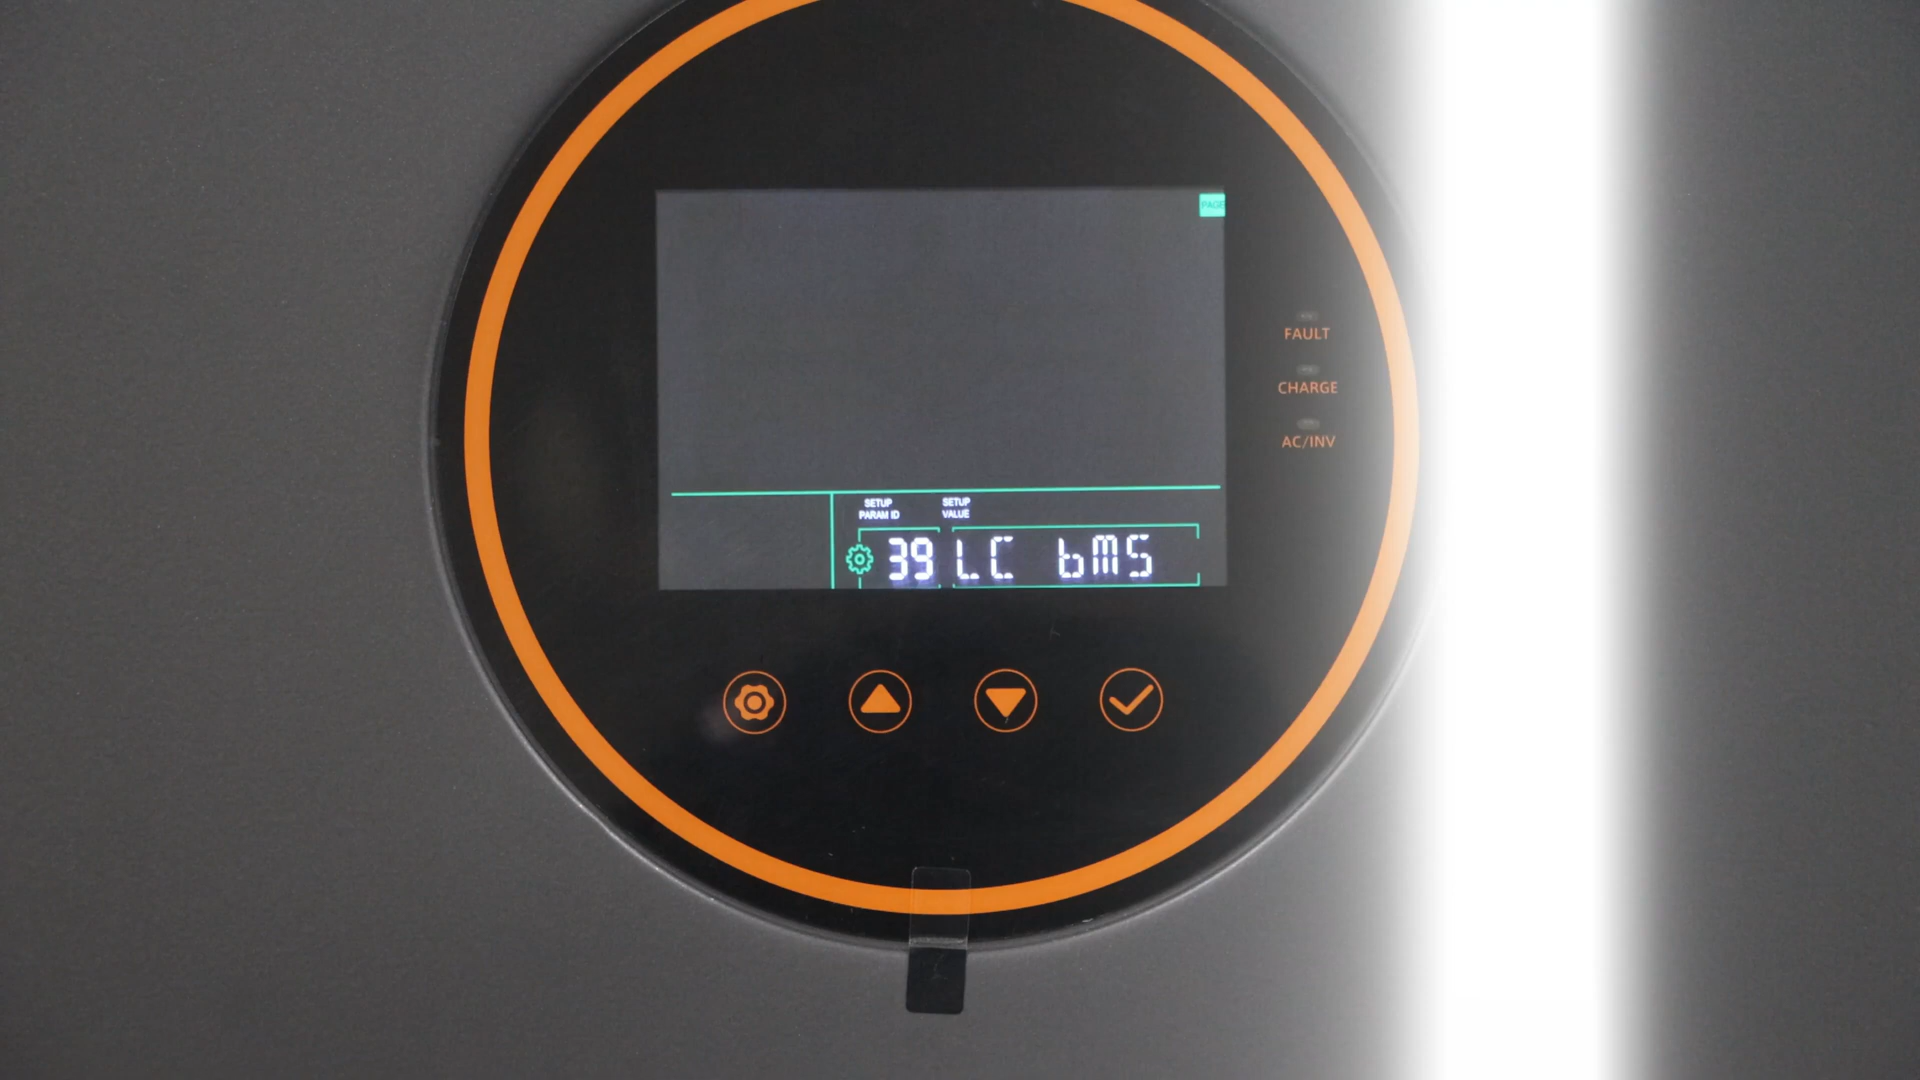 PAGE
FAULT
CHARGE
AC/INV
SETUP
PARAM ID
SETUP
VALUE
39 LC bMS